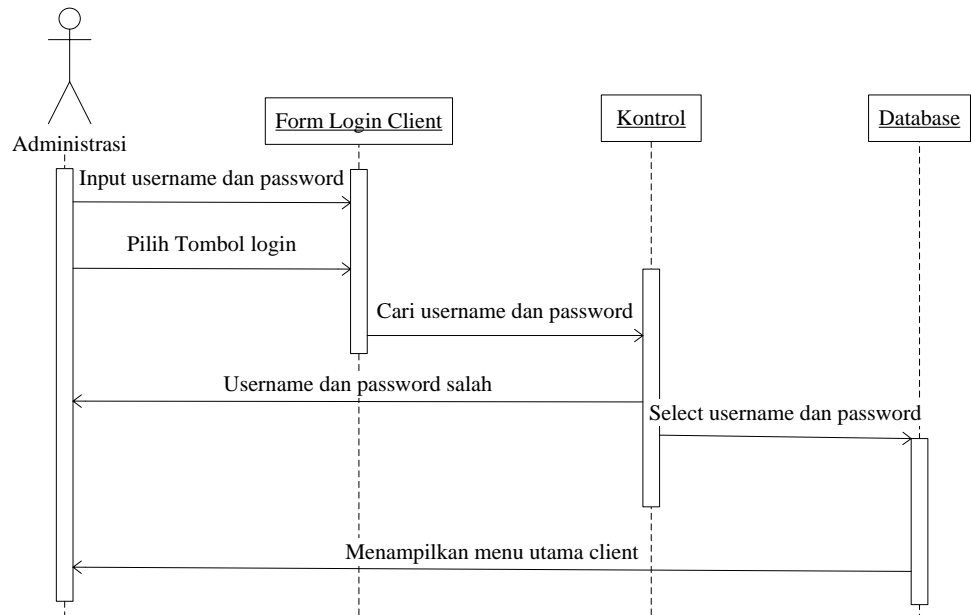 Administrasi
Form Login Client
Kontrol
Database
Input username dan password
Pilih Tombol login
Cari username dan password
Username dan password salah
Select username dan password
Menampilkan menu utama client